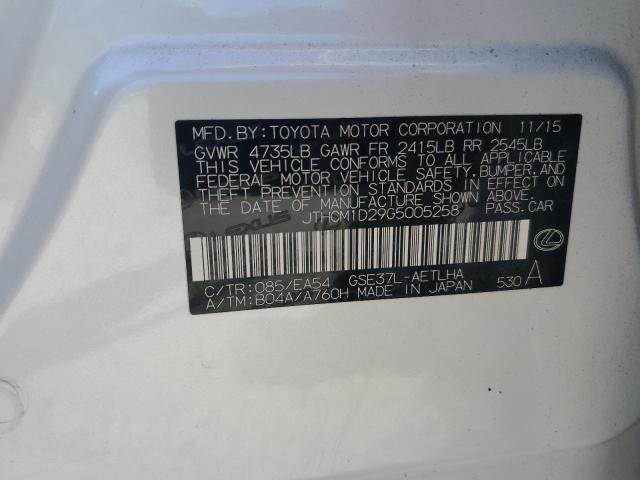 MFD. BY: TOYOTA MOTOR CORPORATION 11/15
GVWR 4735LB GAWR FR 2415LB RR 2545LB
THIS VEHICLE CONFORMS TO ALL APPLICABLE
FEDERAL MOTOR VEHICLE SAFETY, BUMPER, AND
THEFT PREVENTION STANDARDS IN EFFECT ON
THE DATE OF MANUFACTURE SHOWN ABOVE.
JTHCM1D29G5005258 PASS. CAR
C/TR: 085/EA54 GSE37L-AETLHA
A/TM: B04A/A760H MADE IN JAPAN 530 A